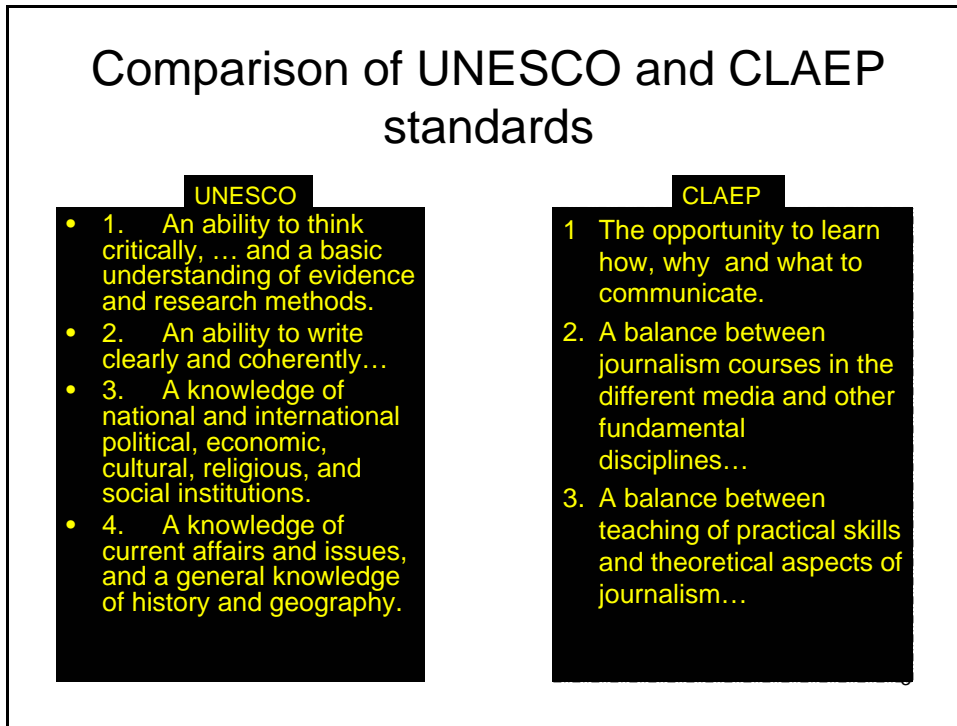 Comparison of UNESCO and CLAEP
standards
UNESCO
• 1. An ability to think
critically, … and a basic
understanding of evidence
and research methods.
• 2. An ability to write
clearly and coherently…
• 3. A knowledge of
national and international
political, economic,
cultural, religious, and
social institutions.
• 4. A knowledge of
current affairs and issues,
and a general knowledge
of history and geography.
CLAEP
1 The opportunity to learn
how, why and what to
communicate.
2. A balance between
journalism courses in the
different media and other
fundamental
disciplines…
3. A balance between
teaching of practical skills
and theoretical aspects of
journalism…